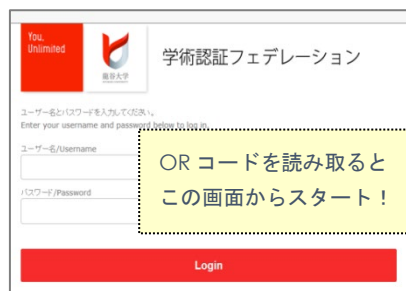 You,
Unlimited
龍谷大学
学術認証フェデレーション
ユーザー名とパスワードを入力してください。
Enter your username and password below to log in.
ユーザー名/Username
パスワード/Password
OR コードを読み取ると
この画面からスタート！
Login